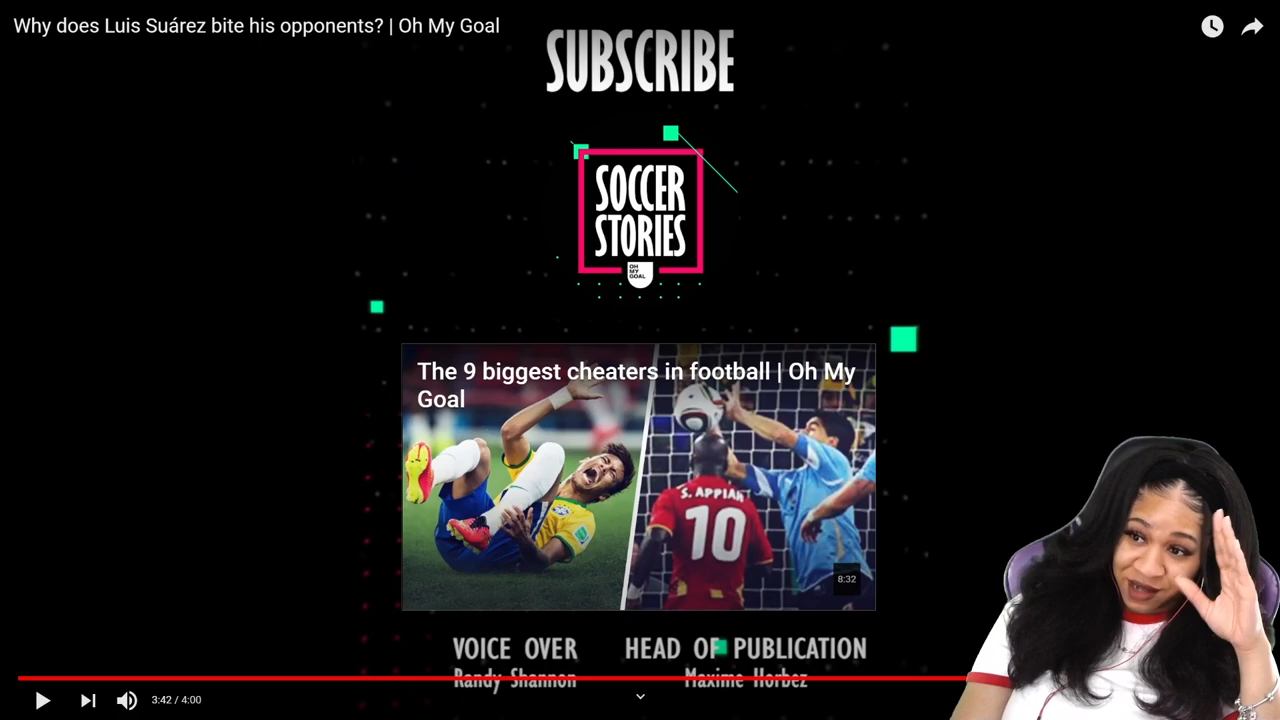 Why does Luis Suárez bite his opponents? | Oh My Goal
SUBSCRIBE
SOCCER
STORIES
OH
MY
GOAL
The 9 biggest cheaters in football | Oh My
Goal
S. APPIAH
10
8:32
VOICE OVER
HEAD OF PUBLICATION
Randy Shannon
Maxime Horbez
3:42 / 4:00